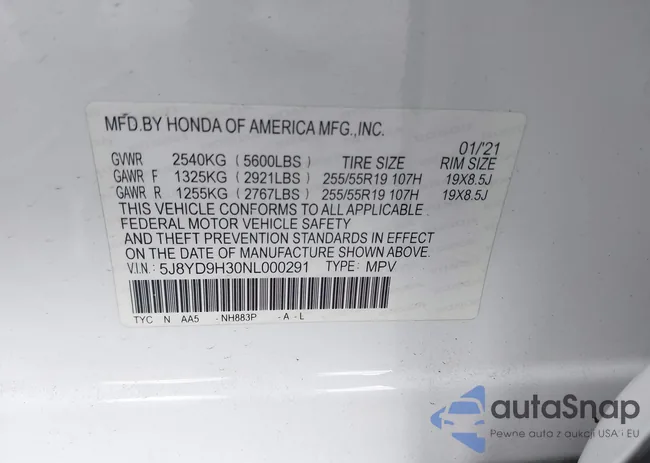 MFD.BY HONDA OF AMERICA MFG.,INC.
01/'21
GVWR 2540KG (5600LBS) TIRE SIZE RIM SIZE
GAWR F 1325KG (2921LBS) 255/55R19 107H 19X8.5J
GAWR R 1255KG (2767LBS) 255/55R19 107H 19X8.5J
THIS VEHICLE CONFORMS TO ALL APPLICABLE
FEDERAL MOTOR VEHICLE SAFETY
AND THEFT PREVENTION STANDARDS IN EFFECT
ON THE DATE OF MANUFACTURE SHOWN ABOVE.
V.I.N.: 5J8YD9H30NL000291 TYPE: MPV
TYC N AA5 -NH883P -A-L
autaSnap
Pewne auto z aukcji USA i EU